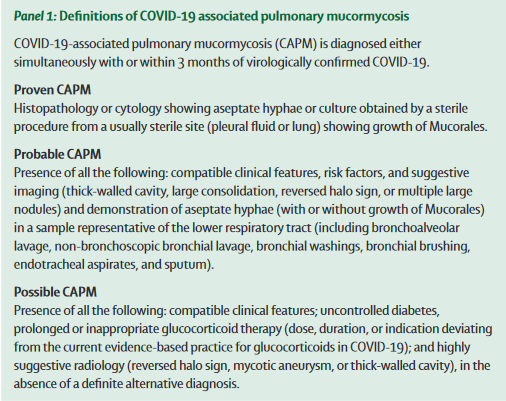 Panel 1: Definitions of COVID-19 associated pulmonary mucormycosis
COVID-19-associated pulmonary mucormycosis (CAPM) is diagnosed either
simultaneously with or within 3 months of virologically confirmed COVID-19.
Proven CAPM
Histopathology or cytology showing aseptate hyphae or culture obtained by a sterile
procedure from a usually sterile site (pleural fluid or lung) showing growth of Mucorales.
Probable CAPM
Presence of all the following: compatible clinical features, risk factors, and suggestive
imaging (thick-walled cavity, large consolidation, reversed halo sign, or multiple large
nodules) and demonstration of aseptate hyphae (with or without growth of Mucorales)
in a sample representative of the lower respiratory tract (including bronchoalveolar
lavage, non-bronchoscopic bronchial lavage, bronchial washings, bronchial brushing,
endotracheal aspirates, and sputum).
Possible CAPM
Presence of all the following: compatible clinical features; uncontrolled diabetes,
prolonged or inappropriate glucocorticoid therapy (dose, duration, or indication deviating
from the current evidence-based practice for glucocorticoids in COVID-19); and highly
suggestive radiology (reversed halo sign, mycotic aneurysm, or thick-walled cavity), in the
absence of a definite alternative diagnosis.